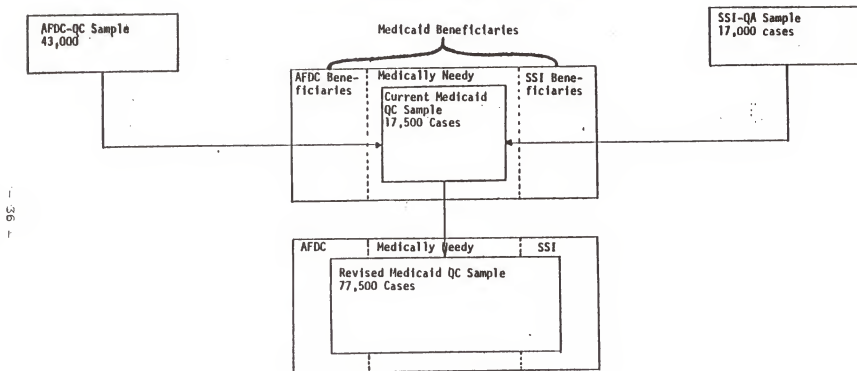 AFDC-QC Sample
43,000
Medicaid Beneficiaries
SSI-QA Sample
17,000 cases
AFDC Bene-
ficiaries
Medically Needy
SSI Bene-
ficiaries
Current Medicaid
QC Sample
17,500 Cases
- 36 -
AFDC
Medically Needy
SSI
Revised Medicaid QC Sample
77,500 Cases